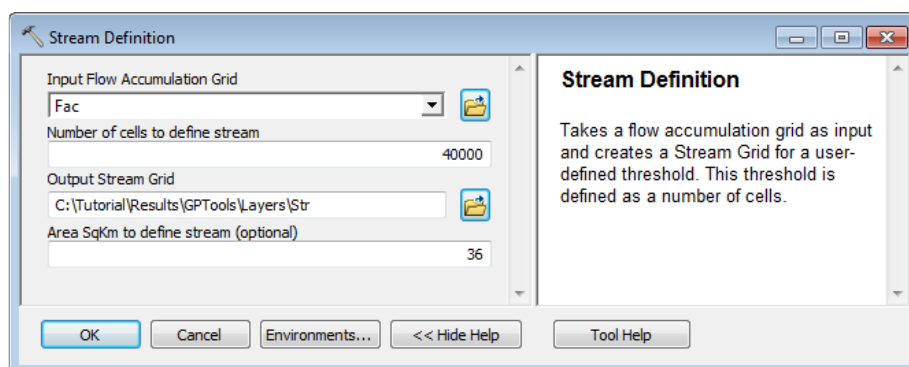 Stream Definition
Input Flow Accumulation Grid
Fac
Number of cells to define stream
40000
Output Stream Grid
C:\Tutorial\Results\GPTools\Layers\Str
Area SqKm to define stream (optional)
36
OK
Cancel
Environments...
<< Hide Help
Stream Definition
Takes a flow accumulation grid as input
and creates a Stream Grid for a user-
defined threshold. This threshold is
defined as a number of cells.
Tool Help